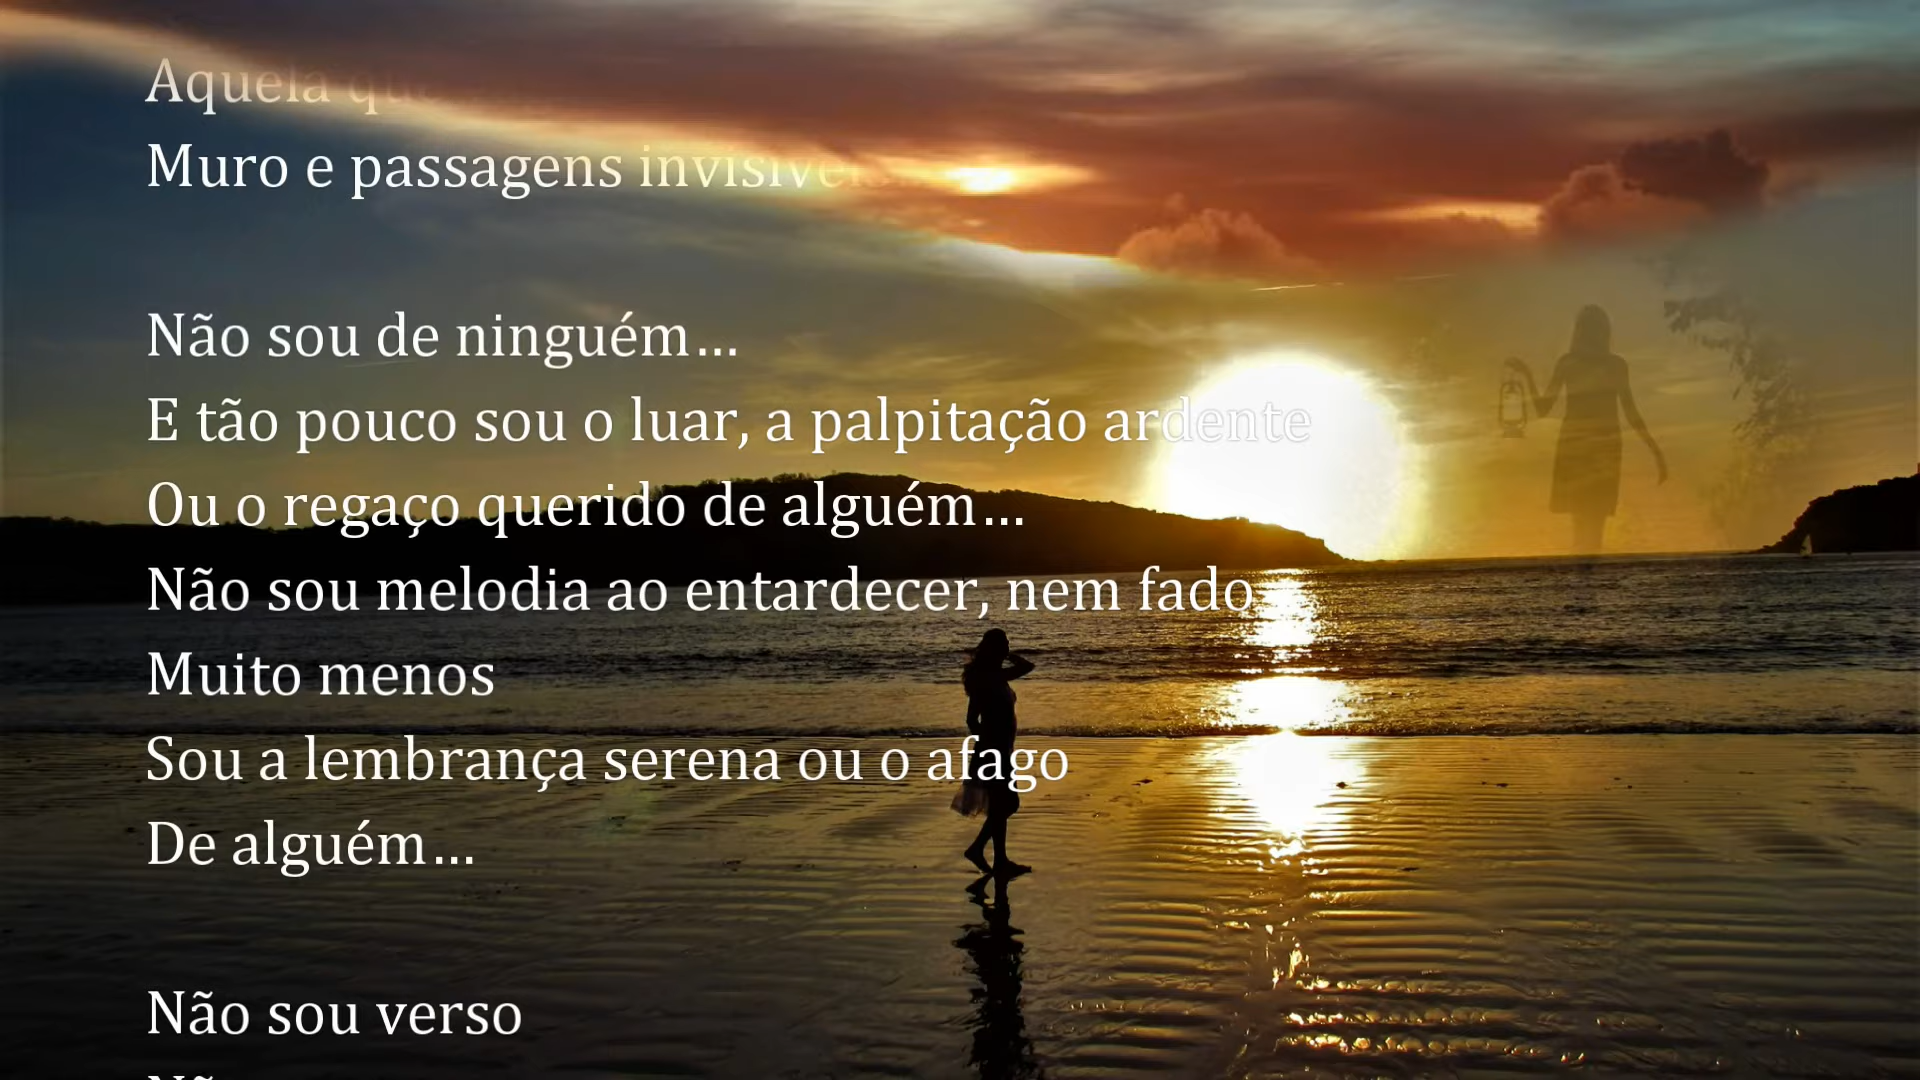 Aquela que
Muro e passagens invisíveis
Não sou de ninguém…
E tão pouco sou o luar, a palpitação ardente
Ou o regaço querido de alguém…
Não sou melodia ao entardecer, nem fado
Muito menos
Sou a lembrança serena ou o afago
De alguém…
Não sou verso